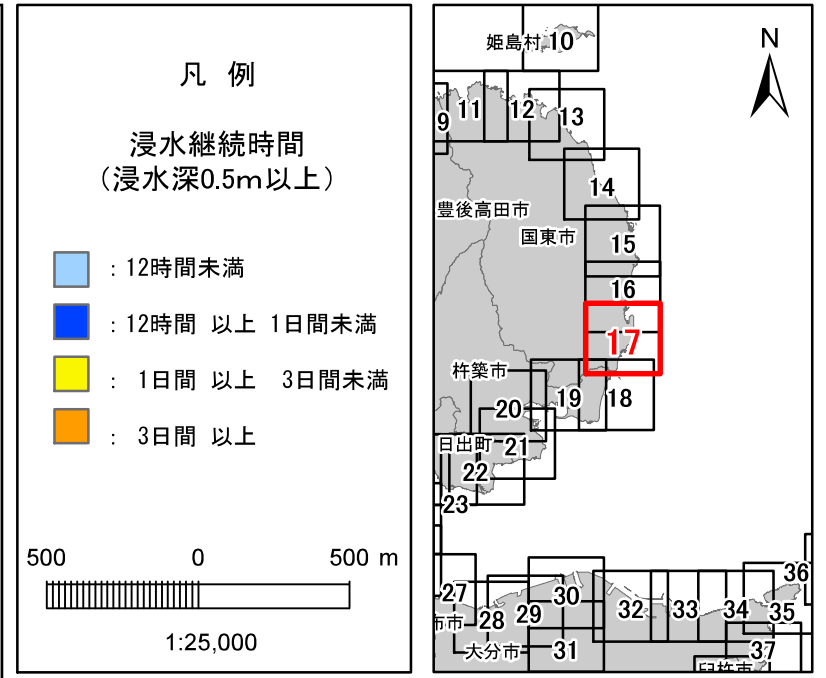 凡 例
浸水継続時間
（浸水深0.5m以上）
：12時間未満
：12時間 以上 1日間未満
： 1日間 以上 3日間未満
： 3日間 以上
500 0 500 m
1:25,000
N
姫島村 10
9 11 12 13
14
豊後高田市
国東市
15
16
17
杵築市
19 18
20
日出町 21
22
23
36
27 30
28 29 32 33 34 35
布市
大分市 31 37
臼杵市